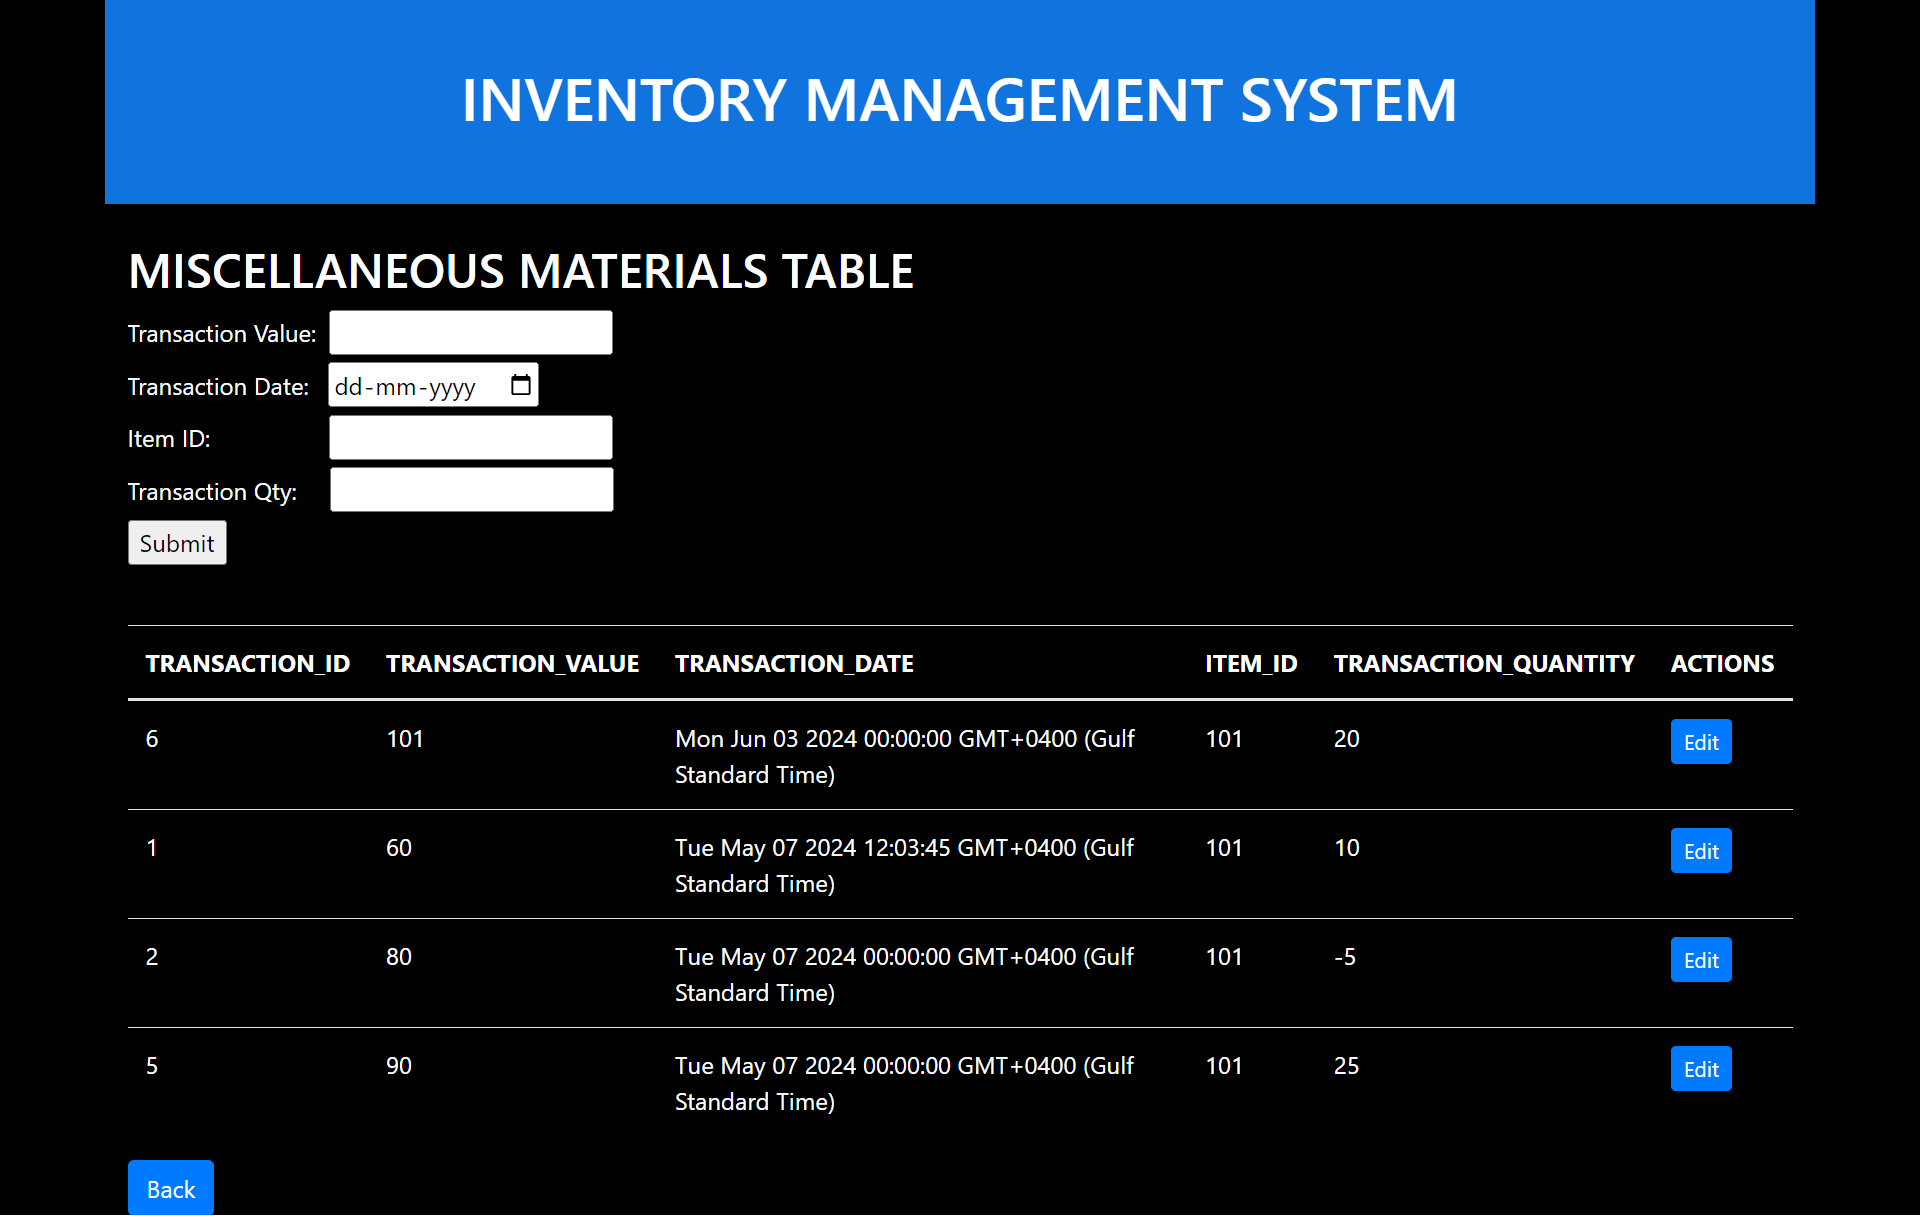 INVENTORY MANAGEMENT SYSTEM
MISCELLANEOUS MATERIALS TABLE
Transaction Value:
Transaction Date: dd-mm-yyyy
Item ID:
Transaction Qty:
Submit
TRANSACTION_ID TRANSACTION_VALUE TRANSACTION_DATE ITEM_ID TRANSACTION_QUANTITY ACTIONS
6 101 Mon Jun 03 2024 00:00:00 GMT+0400 (Gulf 101 20 Edit
Standard Time)
1 60 Tue May 07 2024 12:03:45 GMT+0400 (Gulf 101 10 Edit
Standard Time)
2 80 Tue May 07 2024 00:00:00 GMT+0400 (Gulf 101 -5 Edit
Standard Time)
5 90 Tue May 07 2024 00:00:00 GMT+0400 (Gulf 101 25 Edit
Standard Time)
Back